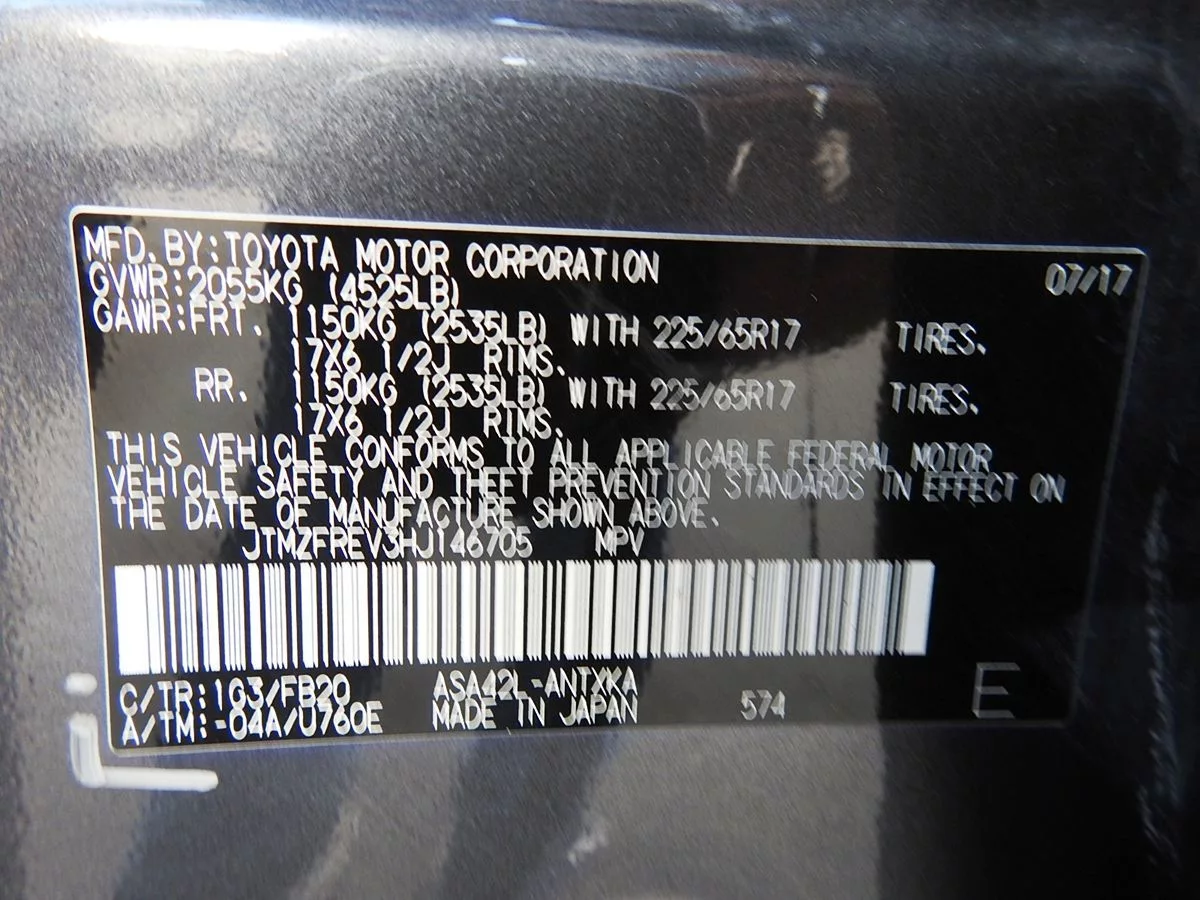 MFD. BY:TOYOTA MOTOR CORPORATION 07/17
GVWR:2055KG (4525LB)
GAWR:FRT. 1150KG (2535LB) WITH 225/65R17 TIRES.
17X6 1/2J RIMS.
RR. 1150KG (2535LB) WITH 225/65R17 TIRES.
17X6 1/2J RIMS.
THIS VEHICLE CONFORMS TO ALL APPLICABLE FEDERAL MOTOR
VEHICLE SAFETY AND THEFT PREVENTION STANDARDS IN EFFECT ON
THE DATE OF MANUFACTURE SHOWN ABOVE.
JTMZFREV3HJ146705 MPV
C/TR:1G3/FB20 ASA42L-ANTXKA 574 E
A/TM:-04A/U760E MADE IN JAPAN